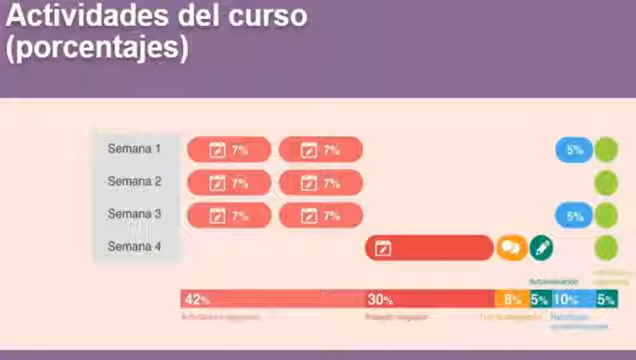 Actividades del curso
(porcentajes)
Semana 1 7% 7% 5%
Semana 2 7% 7%
Semana 3 7% 7% 5%
Semana 4
Autoevaluación
42% 30% 8% 5% 10% 5%